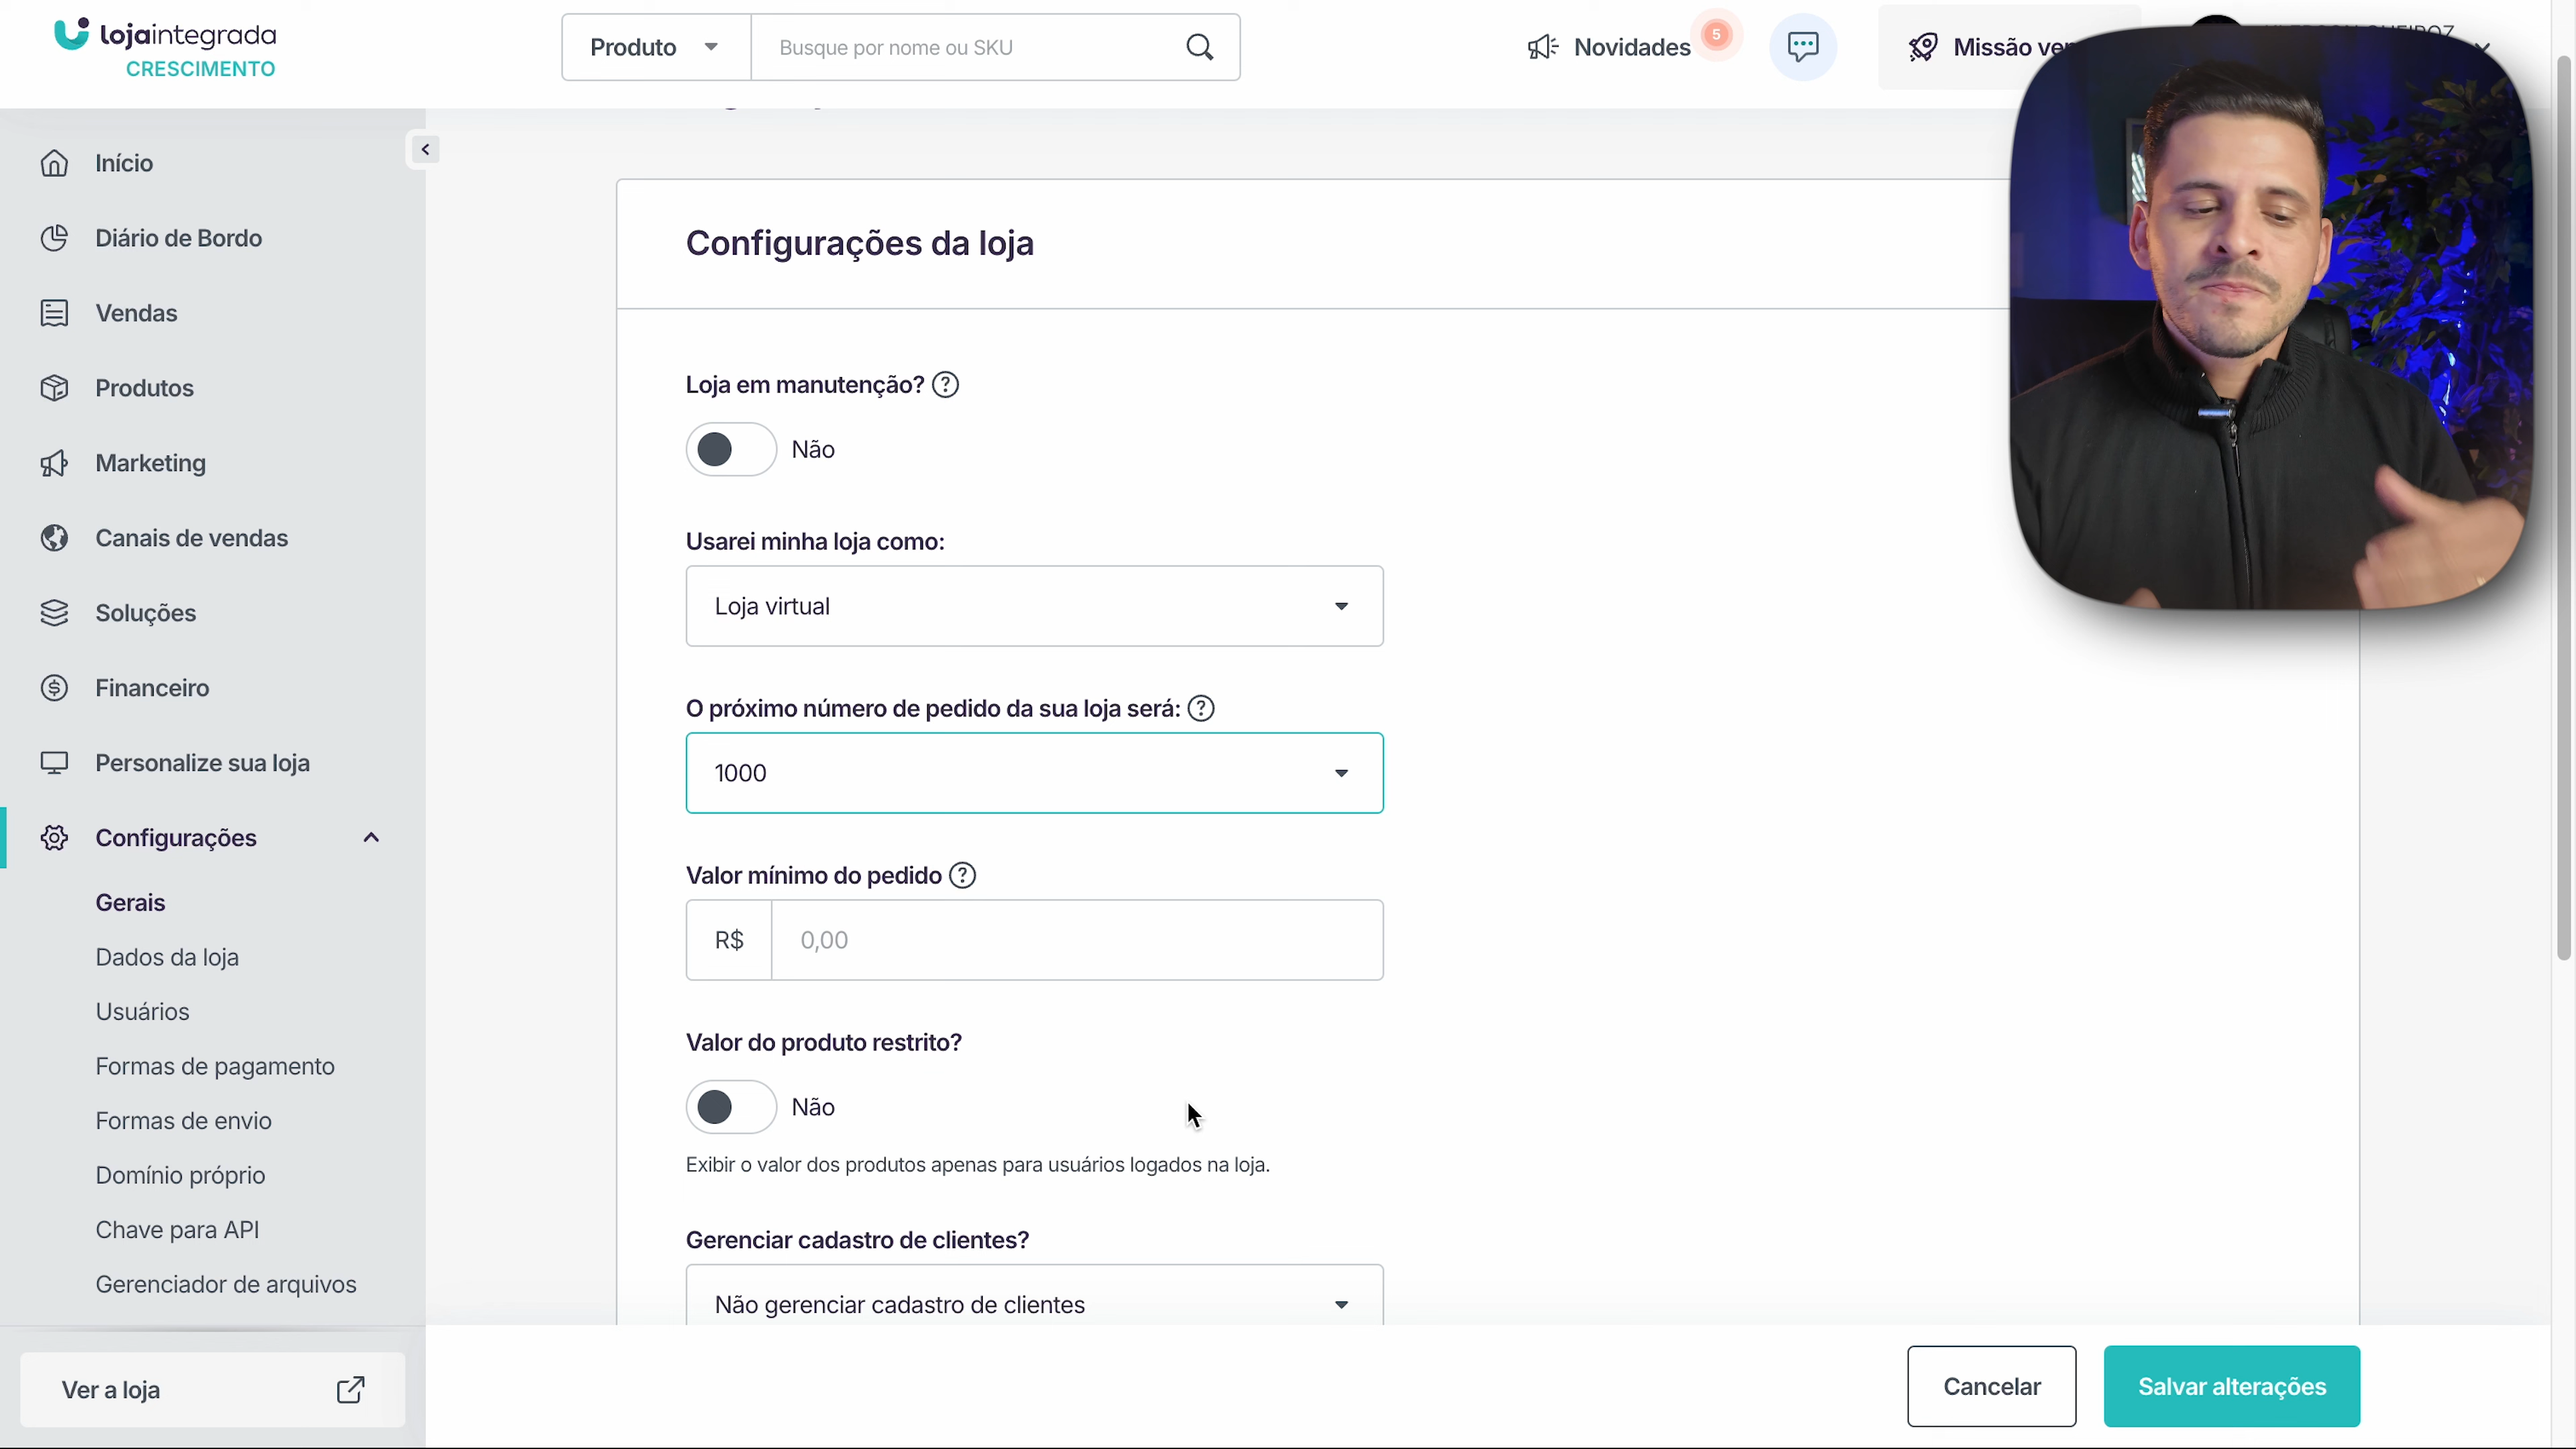 lojaintegrada
CRESCIMENTO
Produto
Busque por nome ou SKU
Novidades
5
Missão
Início
Diário de Bordo
Vendas
Produtos
Marketing
Canais de vendas
Soluções
Financeiro
Personalize sua loja
Configurações
Gerais
Dados da loja
Usuários
Formas de pagamento
Formas de envio
Domínio próprio
Chave para API
Gerenciador de arquivos
Ver a loja
Configurações da loja
Loja em manutenção? ?
Não
Usarei minha loja como:
Loja virtual
O próximo número de pedido da sua loja será: ?
1000
Valor mínimo do pedido ?
R$ 0,00
Valor do produto restrito?
Não
Exibir o valor dos produtos apenas para usuários logados na loja.
Gerenciar cadastro de clientes?
Não gerenciar cadastro de clientes
Cancelar
Salvar alterações